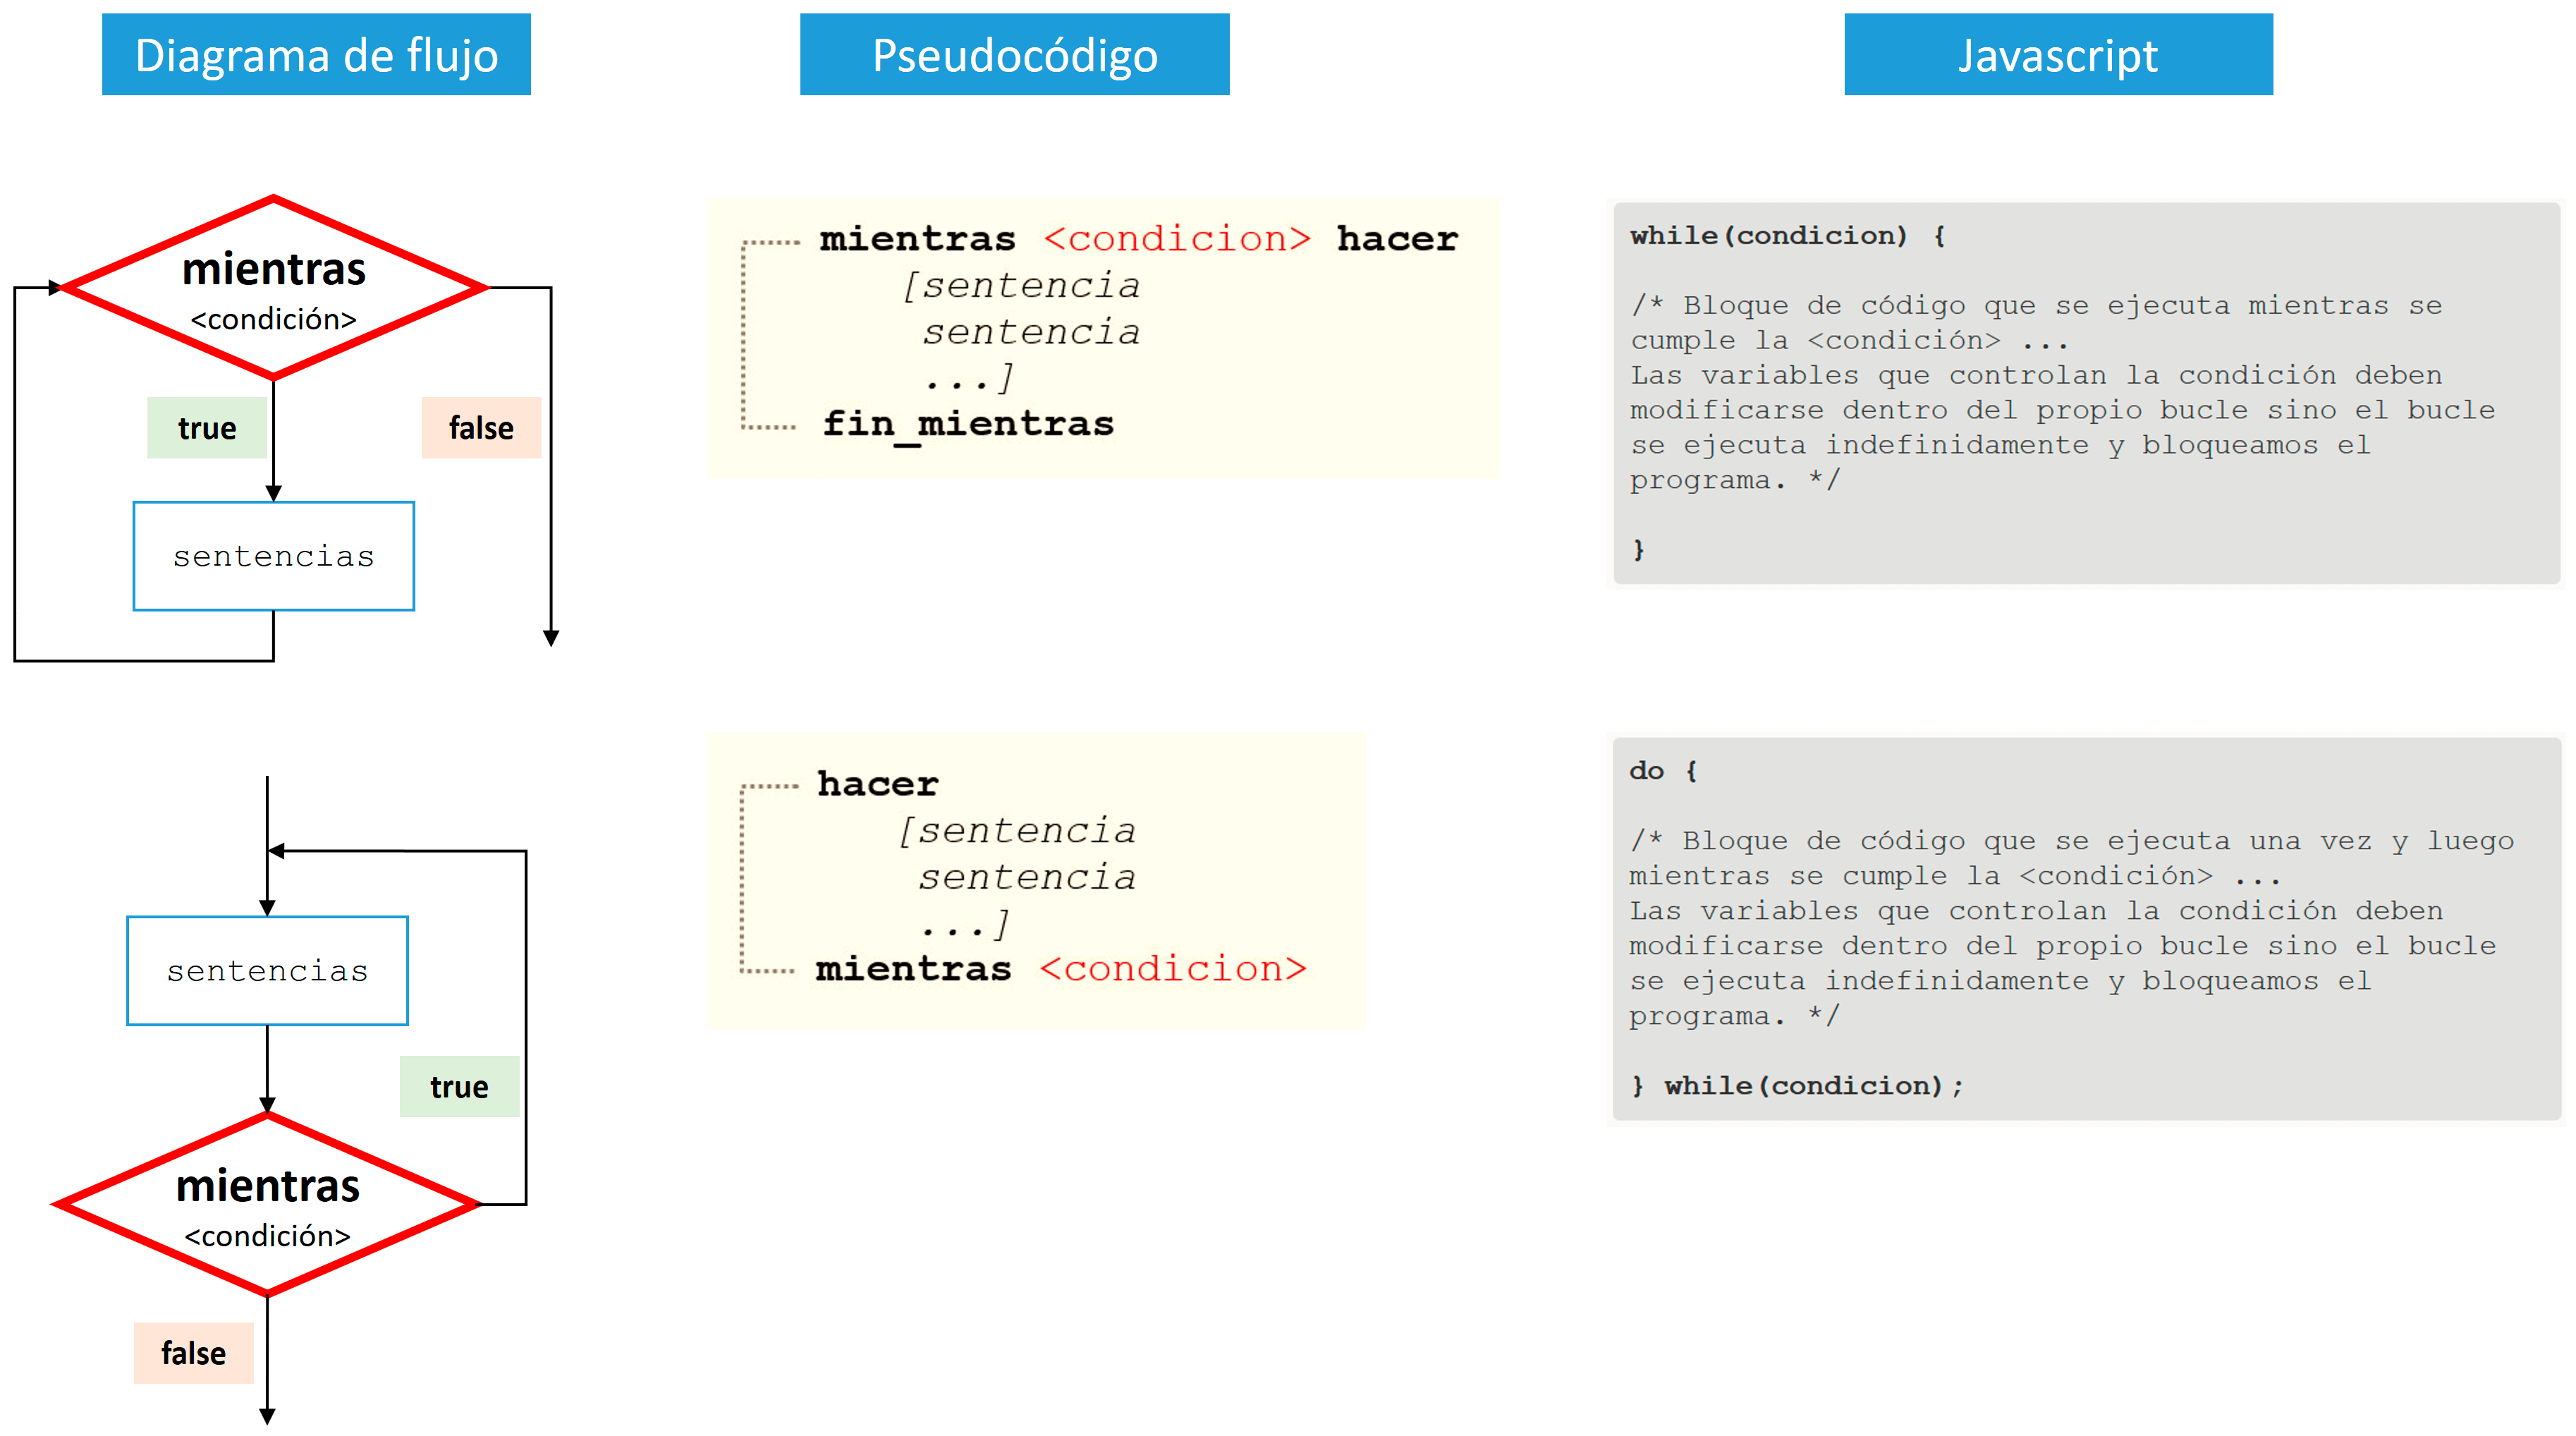 Diagrama de flujo
Pseudocódigo
Javascript
mientras
<condición>
true
false
sentencias
mientras <condicion> hacer
[sentencia
sentencia
...]
fin_mientras
while(condicion) {
/* Bloque de código que se ejecuta mientras se
cumple la <condición> ...
Las variables que controlan la condición deben
modificarse dentro del propio bucle sino el bucle
se ejecuta indefinidamente y bloqueamos el
programa. */
}
sentencias
true
mientras
<condición>
false
hacer
[sentencia
sentencia
...]
mientras <condicion>
do {
/* Bloque de código que se ejecuta una vez y luego
mientras se cumple la <condición> ...
Las variables que controlan la condición deben
modificarse dentro del propio bucle sino el bucle
se ejecuta indefinidamente y bloqueamos el
programa. */
} while(condicion);